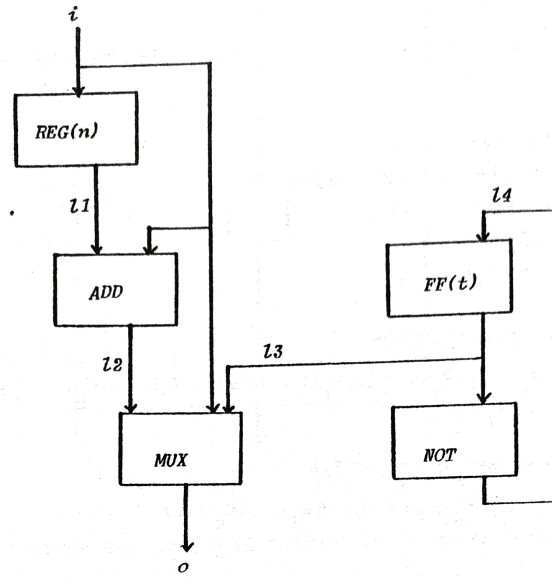 i
REG(n)
l1
l4
ADD
FF(t)
l2
l3
MUX
NOT
o